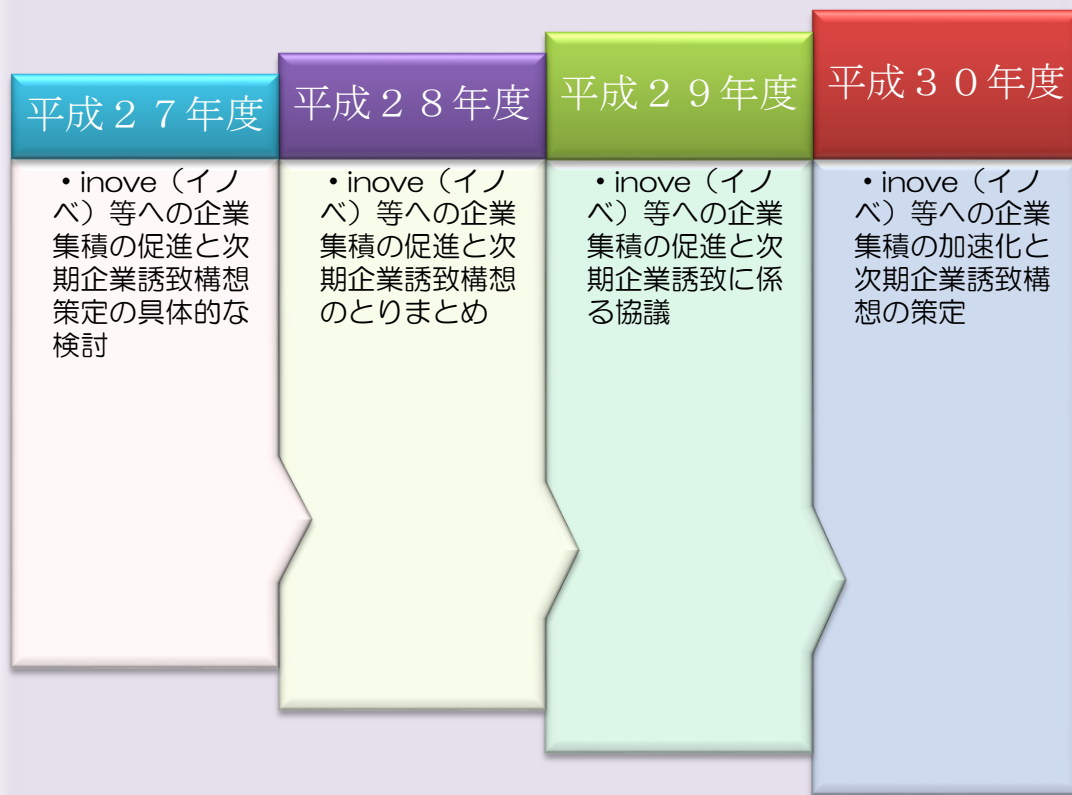 平成２７年度
・inove（イノ
ベ）等への企業
集積の促進と次
期企業誘致構想
策定の具体的な
検討
平成２８年度
・inove（イノ
ベ）等への企業
集積の促進と次
期企業誘致構想
のとりまとめ
平成２９年度
・inove（イノ
ベ）等への企業
集積の促進と次
期企業誘致に係
る協議
平成３０年度
・inove（イノ
ベ）等への企業
集積の加速化と
次期企業誘致構
想の策定